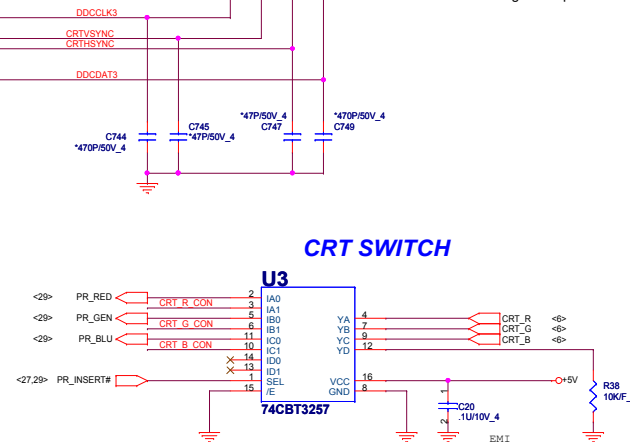 DDCCLK3
CRTVSYNC
CRTHSYNC
DDCDAT3
*47P/50V_4
C747
*470P/50V_4
C749
C745
*47P/50V_4
C744
*470P/50V_4
CRT SWITCH
U3
<29> PR_RED 2 IA0
CRT_R_CON 3 IA1
<29> PR_GEN 5 IB0
CRT_G_CON 6 IB1
<29> PR_BLU 11 IC0
CRT_B_CON 10 IC1
14 ID0
13 ID1
<27,29> PR_INSERT# 1 SEL
15 /E
YA 4 CRT_R <6>
YB 7 CRT_G <6>
YC 9 CRT_B <6>
YD 12
VCC 16 +5V
GND 8
74CBT3257
1
C20
.1U/10V_4
2
R38
10K/F_
EMI